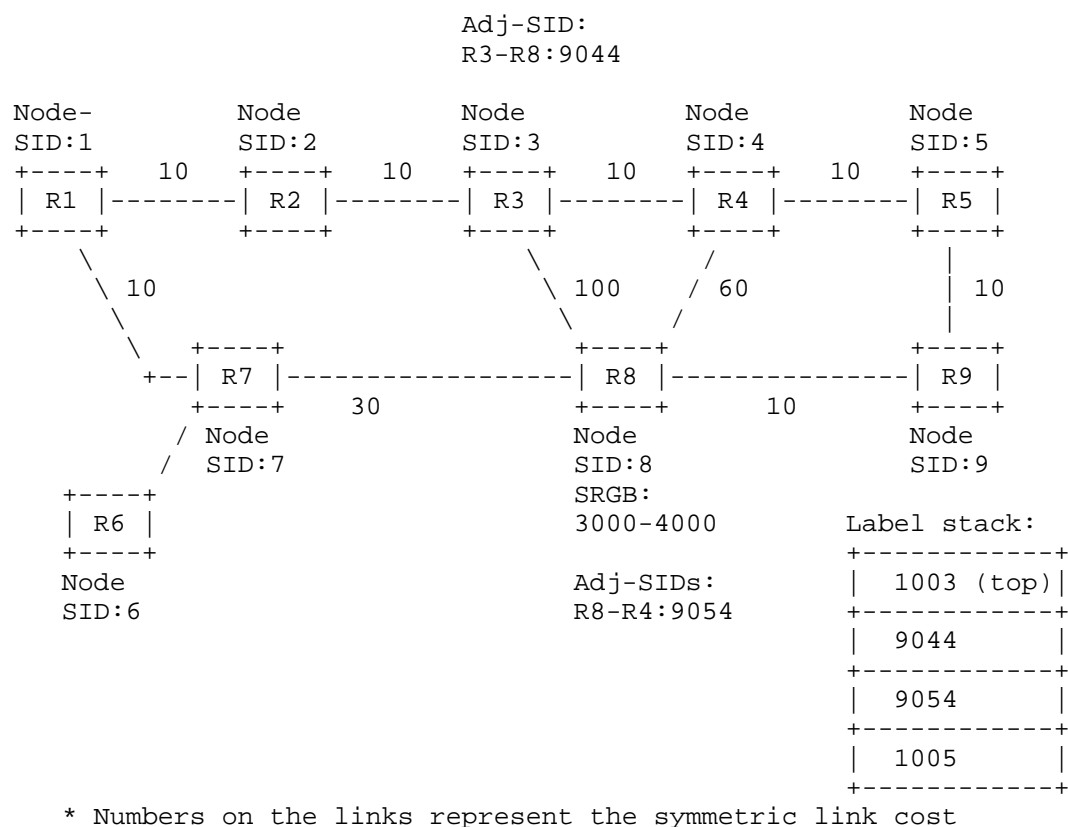 Adj-SID:
R3-R8:9044
Node- Node Node Node Node
SID:1 SID:2 SID:3 SID:4 SID:5
10 10 10 10
R1 R2 R3 R4 R5
10 100 60 10
R7 R8 R9
30 10
Node Node Node
SID:7 SID:8 SID:9
SRGB:
R6 3000-4000 Label stack:
Node Adj-SIDs: 1003 (top)
SID:6 R8-R4:9054
9044
9054
1005
* Numbers on the links represent the symmetric link cost